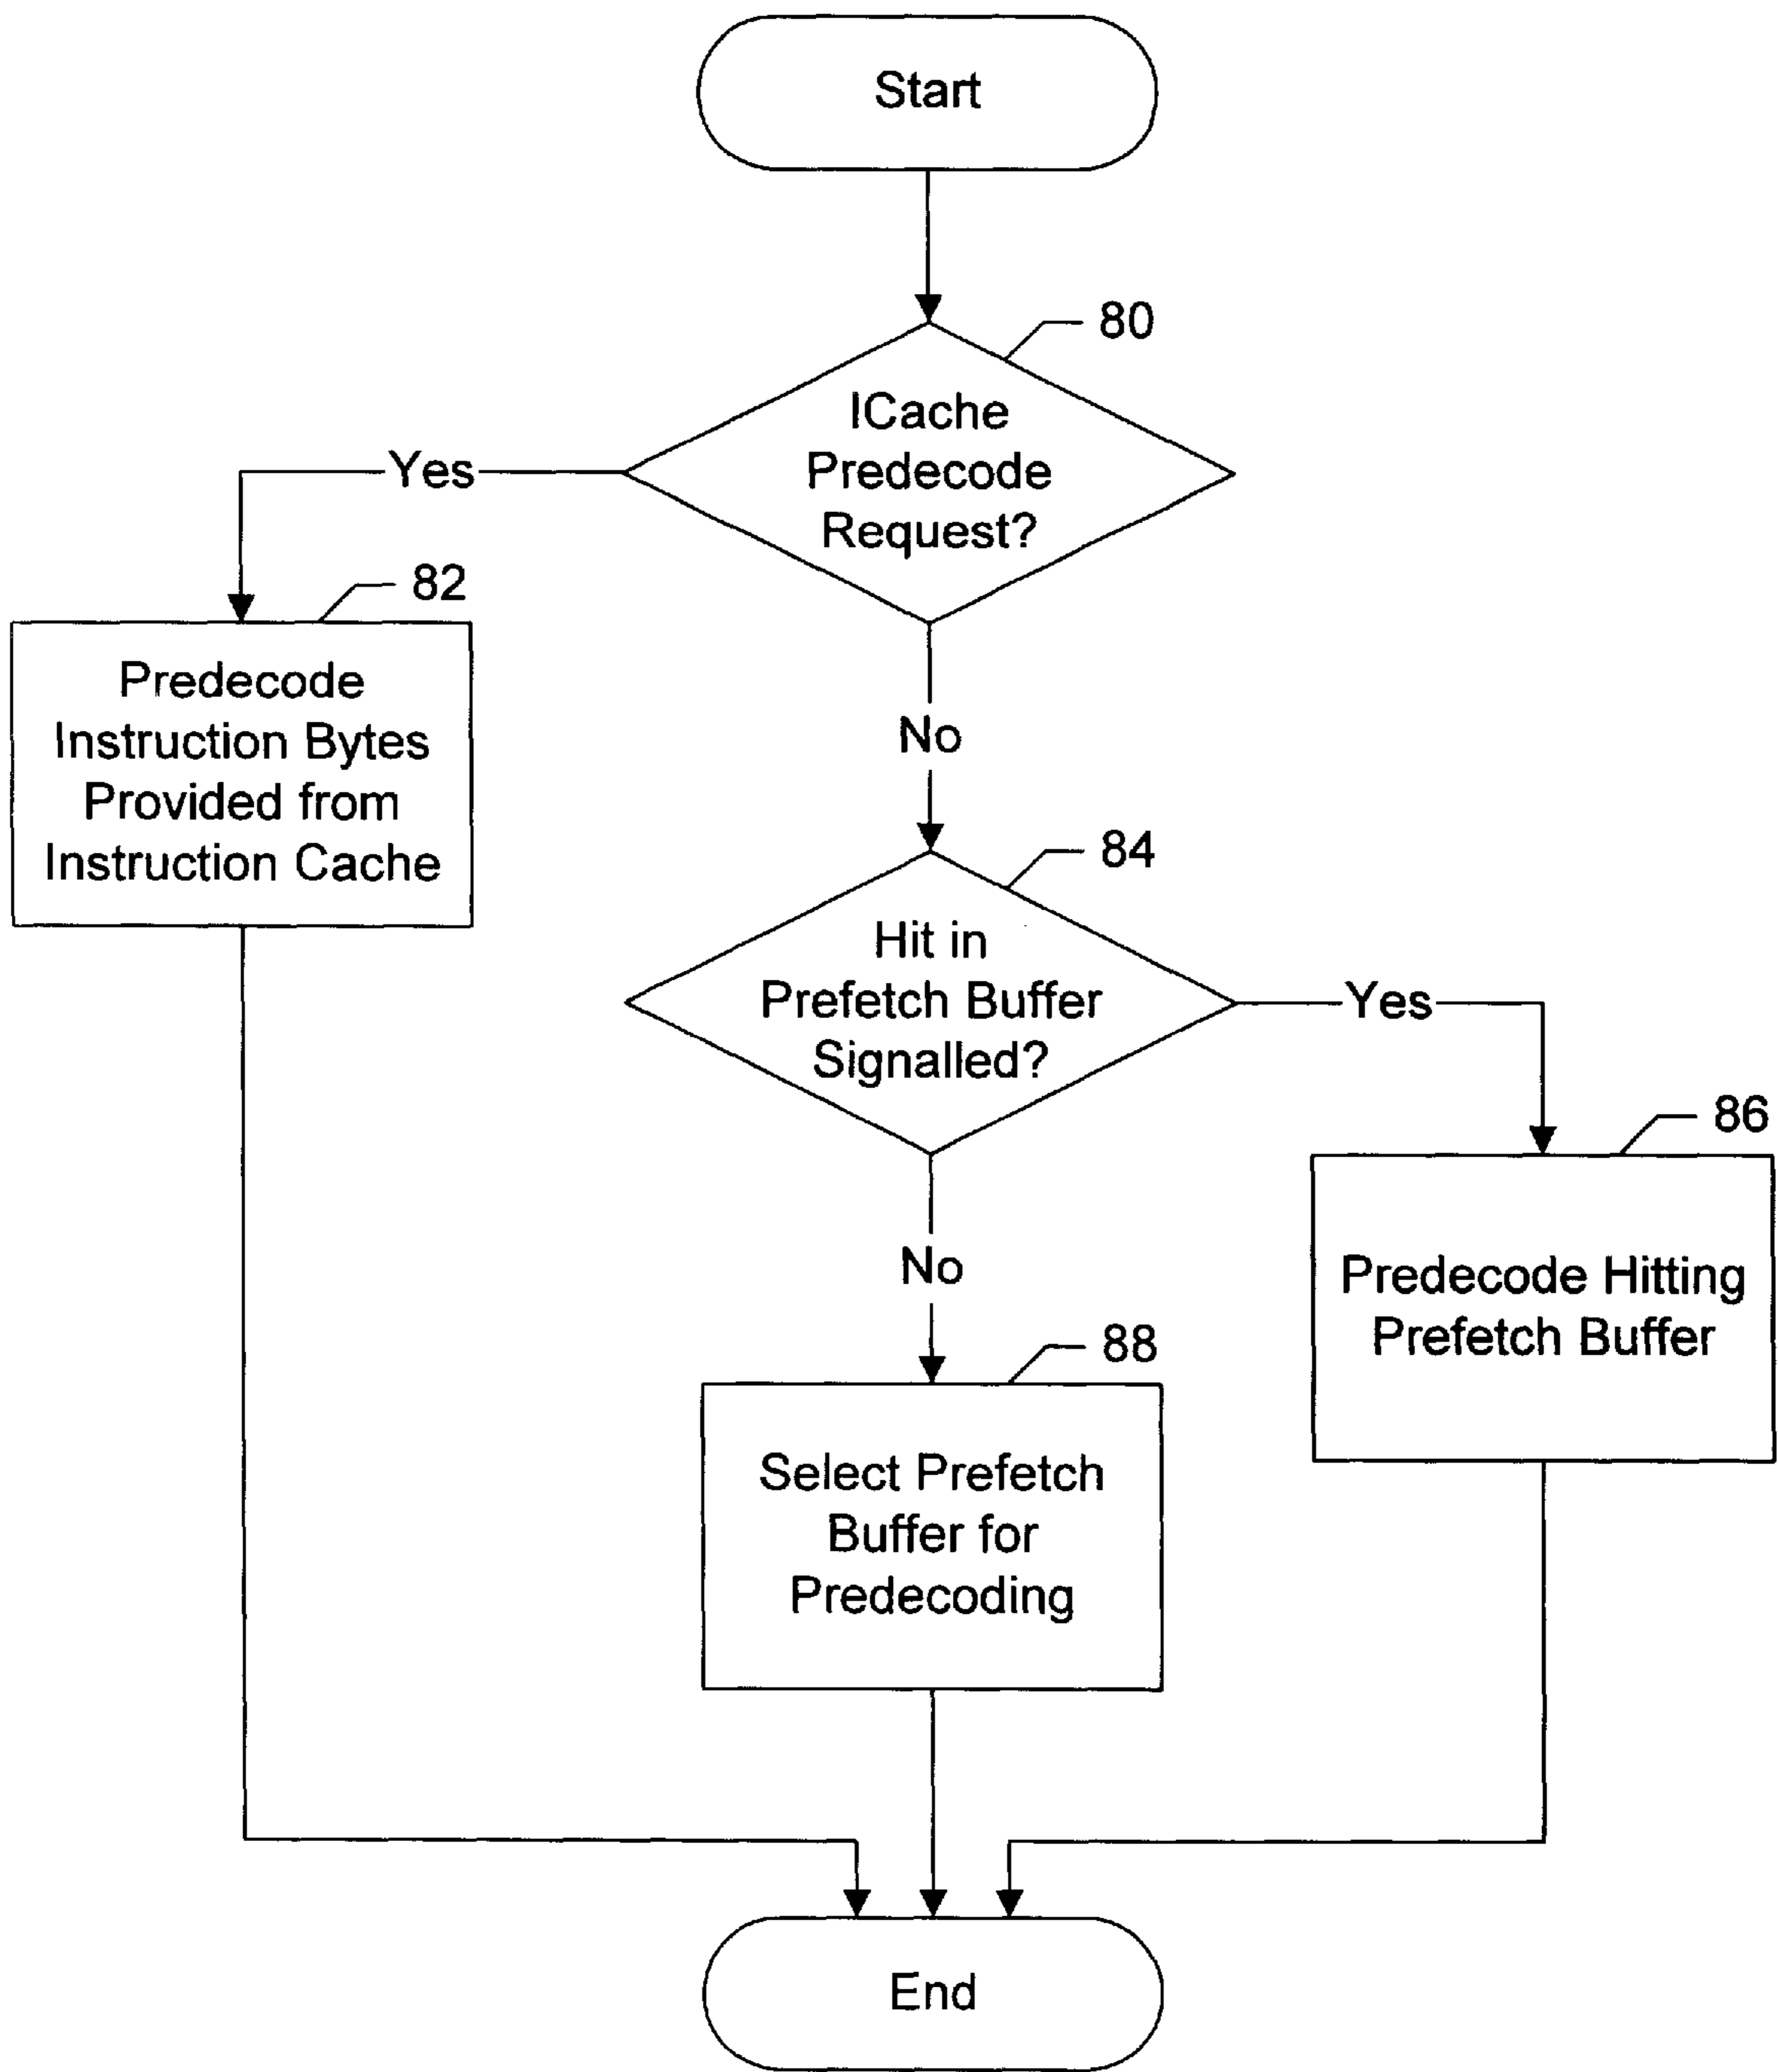 Start
80
ICache
Predecode
Request?
Yes
82
Predecode
Instruction Bytes
Provided from
Instruction Cache
No
84
Hit in
Prefetch Buffer
Signalled?
Yes
86
Predecode Hitting
Prefetch Buffer
No
88
Select Prefetch
Buffer for
Predecoding
End